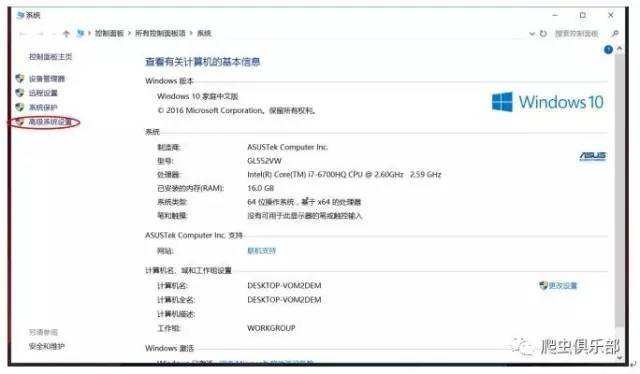 系统
控制面板 > 所有控制面板项 > 系统
搜索控制面板
控制面板主页
设备管理器
远程设置
系统保护
高级系统设置
查看有关计算机的基本信息
Windows 版本
Windows 10 家庭中文版
© 2016 Microsoft Corporation。保留所有权利。
Windows 10
系统
制造商: ASUSTek Computer Inc.
型号: GL552VW
处理器: Intel(R) Core(TM) i7-6700HQ CPU @ 2.60GHz 2.59 GHz
已安装的内存(RAM): 16.0 GB
系统类型: 64 位操作系统，基于 x64 的处理器
笔和触摸: 没有可用于此显示器的笔或触控输入
ASUS
ASUSTek Computer Inc. 支持
网站: 联机支持
计算机名、域和工作组设置
计算机名: DESKTOP-VOM2DEM
更改设置
计算机全名: DESKTOP-VOM2DEM
计算机描述:
工作组: WORKGROUP
Windows 激活
另请参阅
安全和维护
爬虫俱乐部